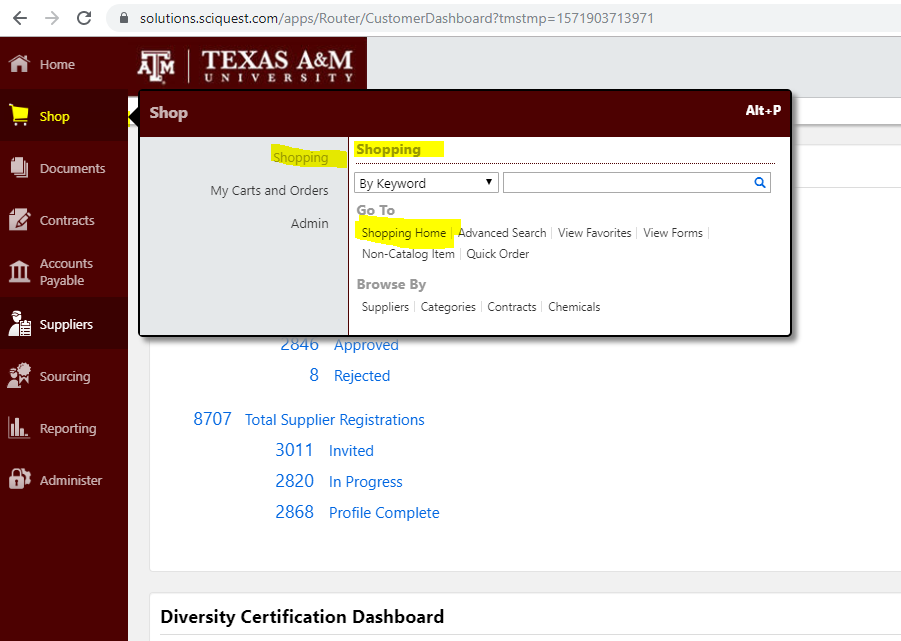 solutions.sciquest.com/apps/Router/CustomerDashboard?tmstmp=1571903713971
Home
ATM TEXAS A&M
UNIVERSITY
Shop
Documents
Contracts
Accounts
Payable
Suppliers
Sourcing
Reporting
Administer
Shop Alt+P
Shopping
My Carts and Orders
Admin
Shopping
By Keyword
Go To
Shopping Home Advanced Search View Favorites View Forms
Non-Catalog Item Quick Order
Browse By
Suppliers Categories Contracts Chemicals
2846 Approved
8 Rejected
8707 Total Supplier Registrations
3011 Invited
2820 In Progress
2868 Profile Complete
Diversity Certification Dashboard